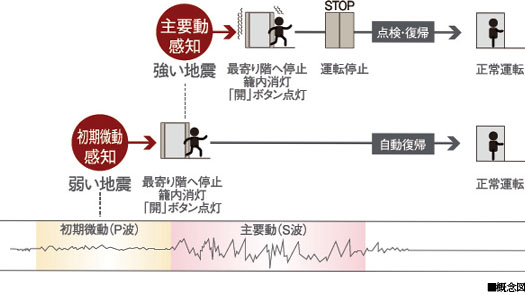 主要動
感知
強い地震
最寄り階へ停止
籠内消灯
「開」ボタン点灯
STOP
運転停止
点検・復帰
正常運転
初期微動
感知
弱い地震
最寄り階へ停止
籠内消灯
「開」ボタン点灯
自動復帰
正常運転
初期微動(P波)
主要動(S波)
■概念図